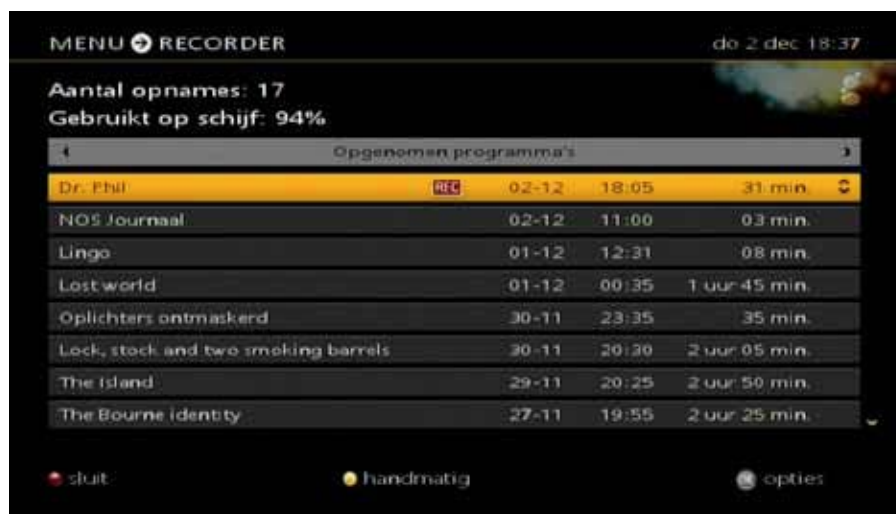 MENU RECORDER do 2 dec 18:37
Aantal opnames: 17
Gebruikt op schijf: 94%
Opgenomen programma's
Dr. Phil REC 02-12 18:05 31 min.
NOS Journaal 02-12 11:00 03 min.
Lingo 01-12 12:31 08 min.
Lost world 01-12 00:35 1 uur 45 min.
Oplichters ontmaskerd 30-11 23:35 35 min.
Lock, stock and two smoking barrels 30-11 20:30 2 uur 05 min.
The Island 29-11 20:25 2 uur 50 min.
The Bourne identity 27-11 19:55 2 uur 25 min.
sluit handmatig OK opties